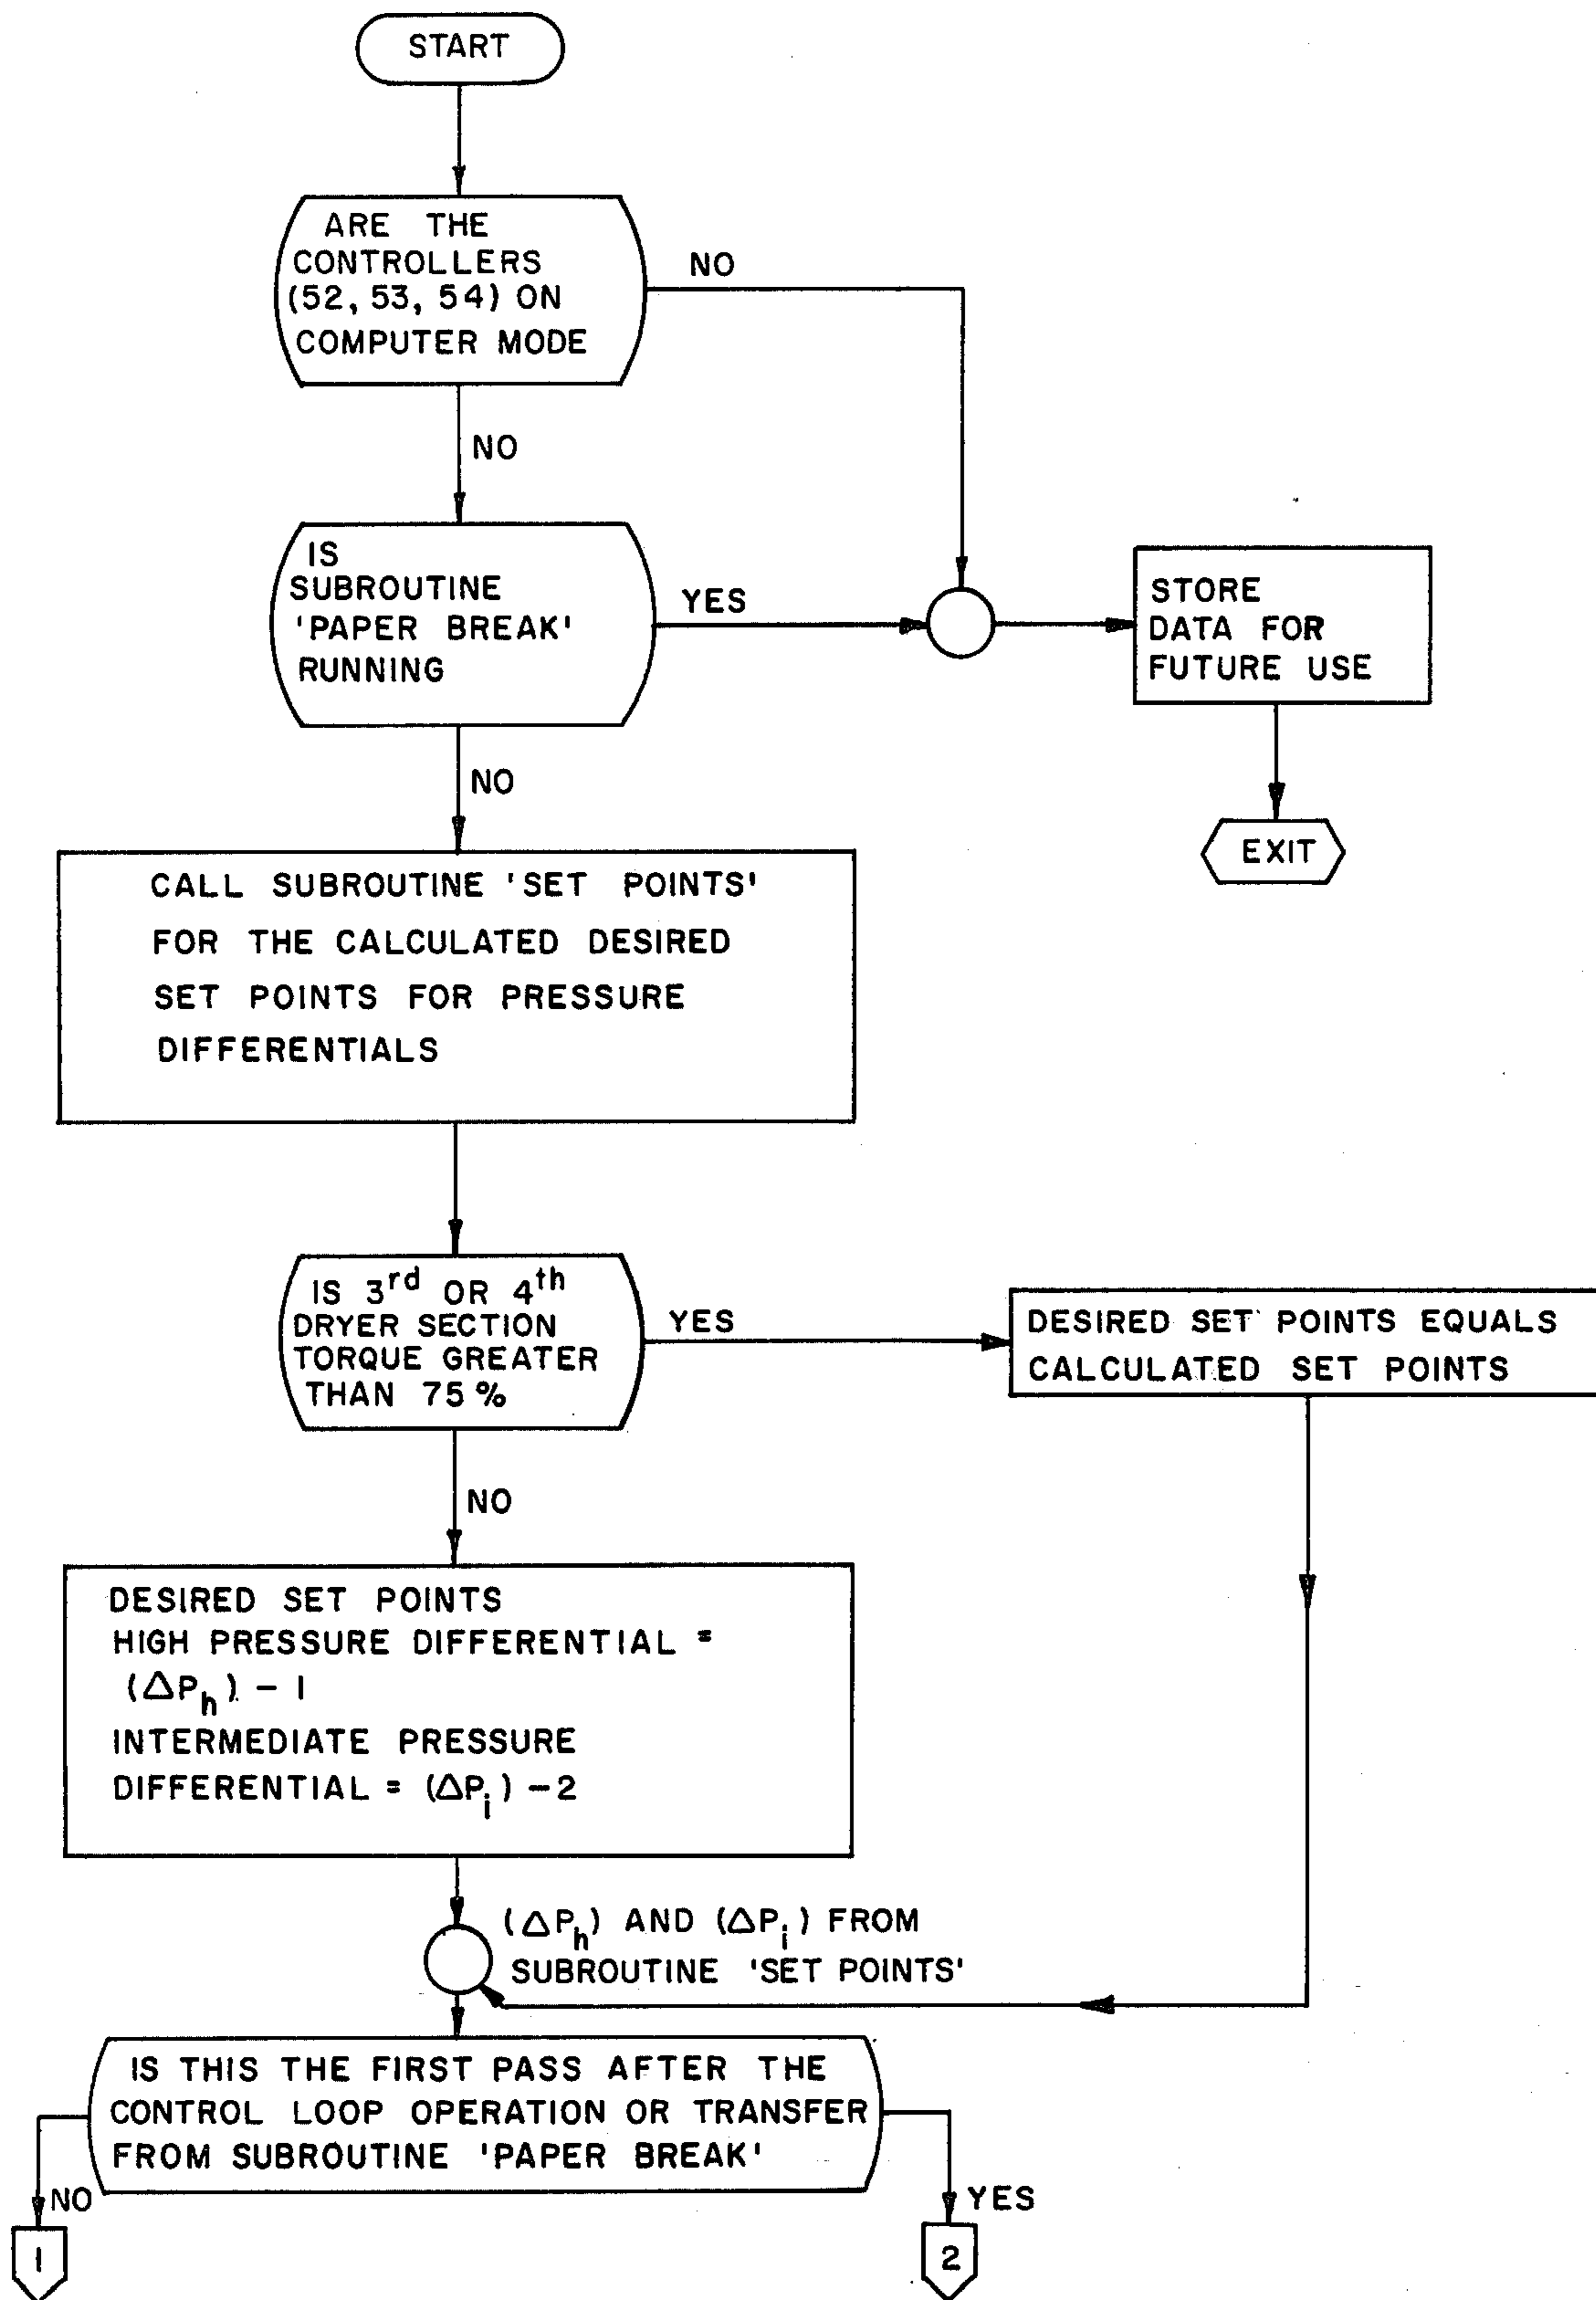 START
ARE THE
CONTROLLERS
(52, 53, 54) ON
COMPUTER MODE
NO
NO
IS
SUBROUTINE
'PAPER BREAK'
RUNNING
YES
STORE
DATA FOR
FUTURE USE
NO
EXIT
CALL SUBROUTINE 'SET POINTS'
FOR THE CALCULATED DESIRED
SET POINTS FOR PRESSURE
DIFFERENTIALS
IS 3rd OR 4th
DRYER SECTION
TORQUE GREATER
THAN 75%
YES
DESIRED SET POINTS EQUALS
CALCULATED SET POINTS
NO
DESIRED SET POINTS
HIGH PRESSURE DIFFERENTIAL =
(ΔPh) - 1
INTERMEDIATE PRESSURE
DIFFERENTIAL = (ΔPi) - 2
(ΔPh) AND (ΔPi) FROM
SUBROUTINE 'SET POINTS'
IS THIS THE FIRST PASS AFTER THE
CONTROL LOOP OPERATION OR TRANSFER
FROM SUBROUTINE 'PAPER BREAK'
NO
YES
1
2